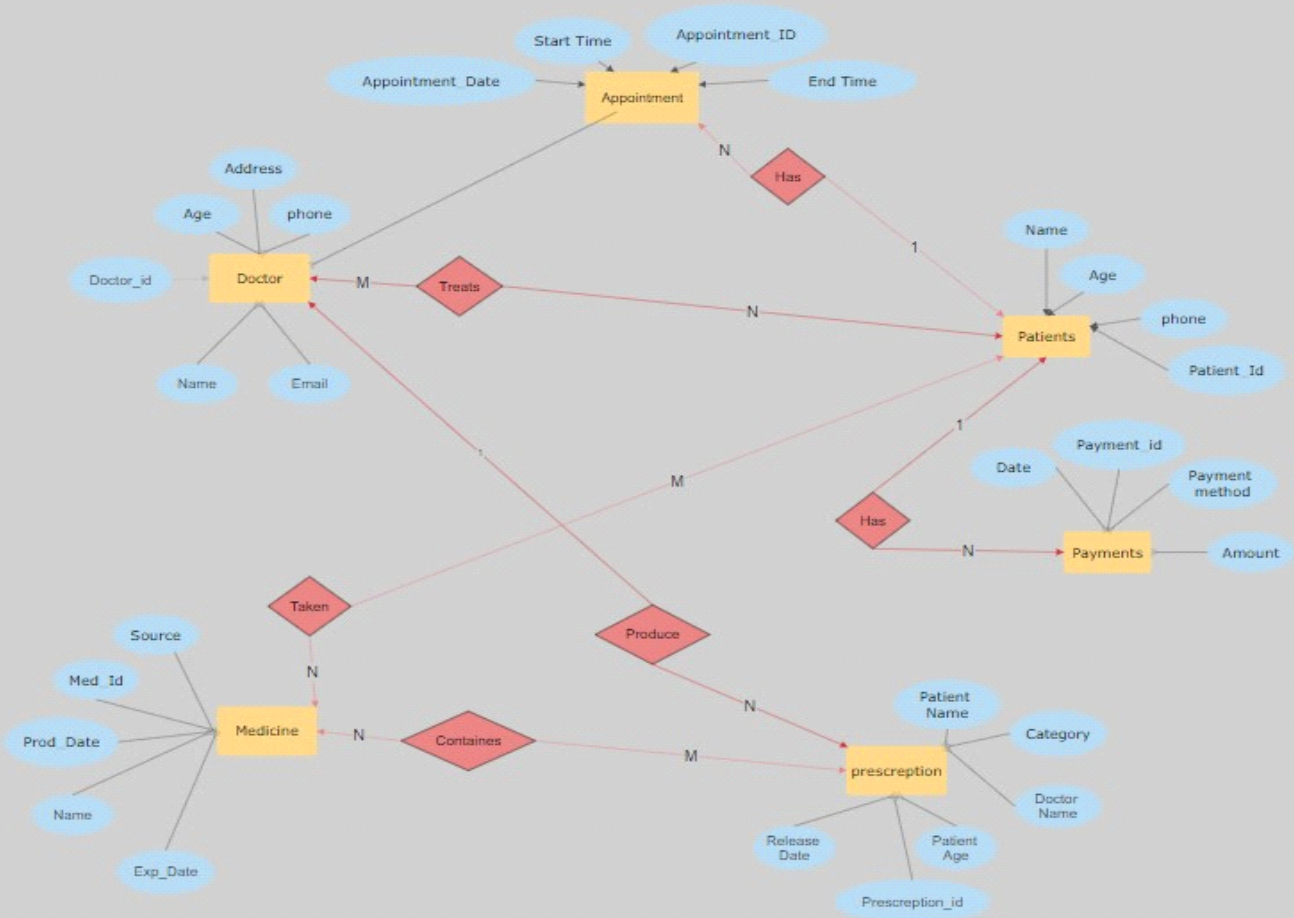 Start Time
Appointment_ID
Appointment_Date
End Time
Appointment
N
Has
1
Address
Age
phone
Doctor_id
Doctor
Name
Email
M
Treats
N
Name
Age
phone
Patient_Id
Patients
1
M
1
Date
Payment_id
Payment
method
Amount
Payments
Has
N
Taken
N
Produce
N
Source
Med_Id
Prod_Date
Name
Exp_Date
Medicine
N
Containes
M
prescreption
Patient
Name
Category
Doctor
Name
Release
Date
Patient
Age
Prescreption_id